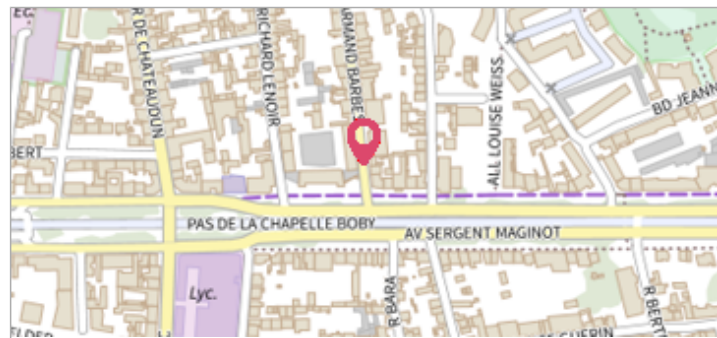 R DE CHATEAUDUN
RICHARD LENOIR
ARMAND BARBES
ALL LOUISE WEISS
BD JEANN
BERT
PAS DE LA CHAPELLE BOBY
AV SERGENT MAGINOT
Lyc.
R BARA
R BERT
ELDER
GUERIN